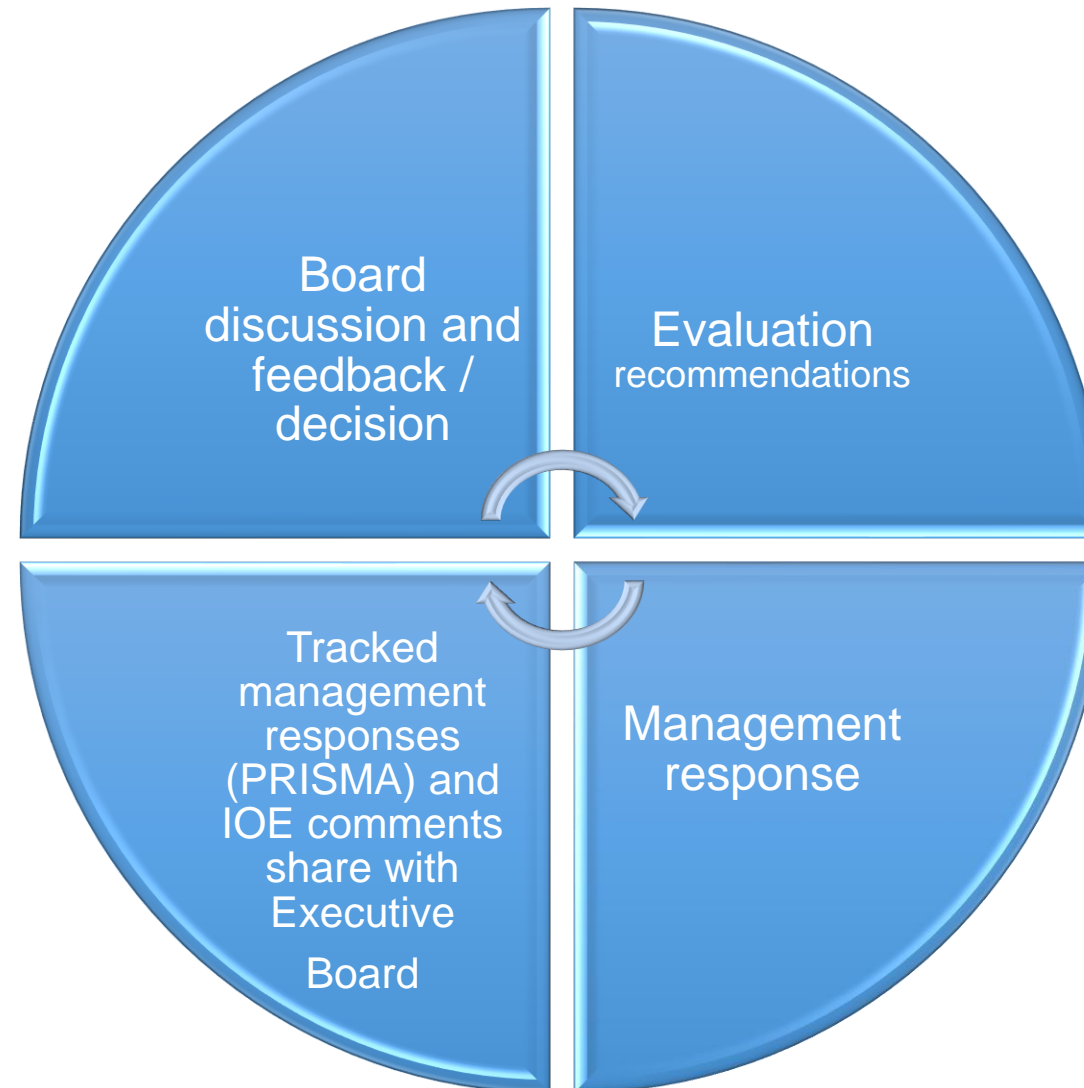 Board
discussion and
feedback /
decision
Evaluation
recommendations
Tracked
management
responses
(PRISMA) and
IOE comments
share with
Executive
Board
Management
response